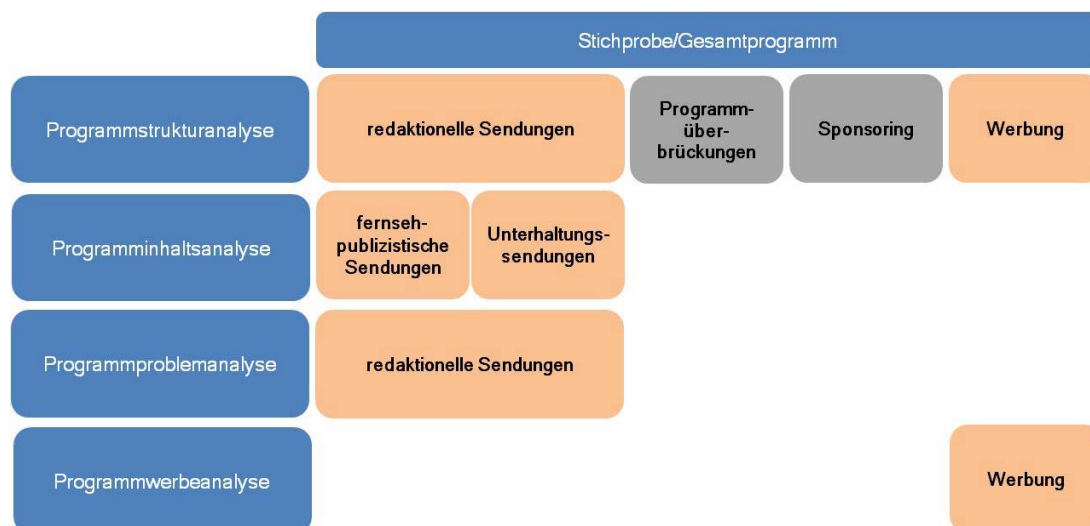 Stichprobe/Gesamtprogramm
Programmstrukturanalyse
redaktionelle Sendungen
Programm-
über-
brückungen
Sponsoring
Werbung
Programminhaltsanalyse
fernseh-
publizistische
Sendungen
Unterhaltungs-
sendungen
Programmproblemanalyse
redaktionelle Sendungen
Programmwerbeanalyse
Werbung